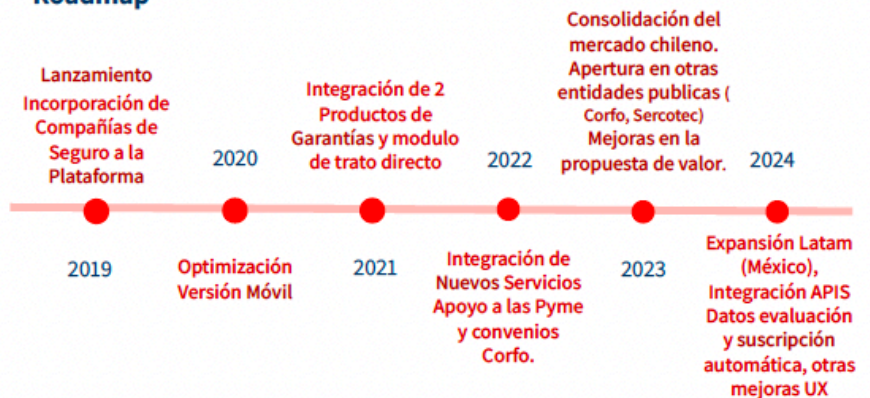 Roadmap
Lanzamiento
Incorporación de
Compañías de
Seguro a la
Plataforma
2019
2020
Optimización
Versión Móvil
Integración de 2
Productos de
Garantías y modulo
de trato directo
2021
2022
Integración de
Nuevos Servicios
Apoyo a las Pyme
y convenios
Corfo.
Consolidación del
mercado chileno.
Apertura en otras
entidades publicas (
Corfo, Sercotec)
Mejoras en la
propuesta de valor.
2023
2024
Expansión Latam
(México),
Integración APIS
Datos evaluación
y suscripción
automática, otras
mejoras UX